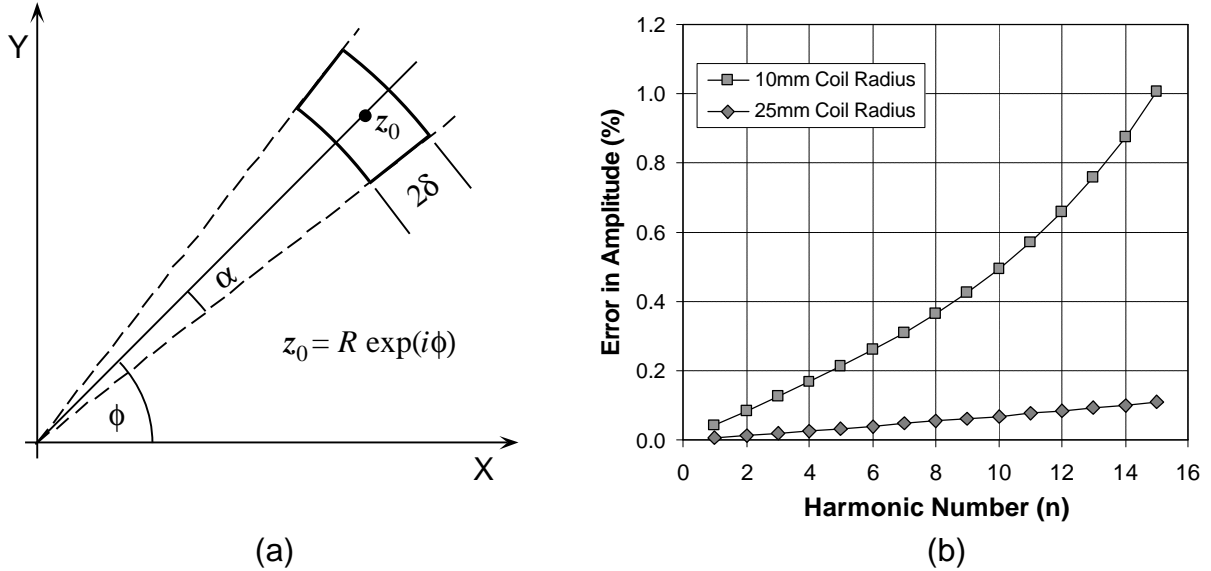 Y
z0
2δ
α
z0 = R exp(iφ)
φ
X
(a)
1.2
1.0
0.8
0.6
0.4
0.2
0.0
Error in Amplitude (%)
10mm Coil Radius
25mm Coil Radius
0 2 4 6 8 10 12 14 16
Harmonic Number (n)
(b)